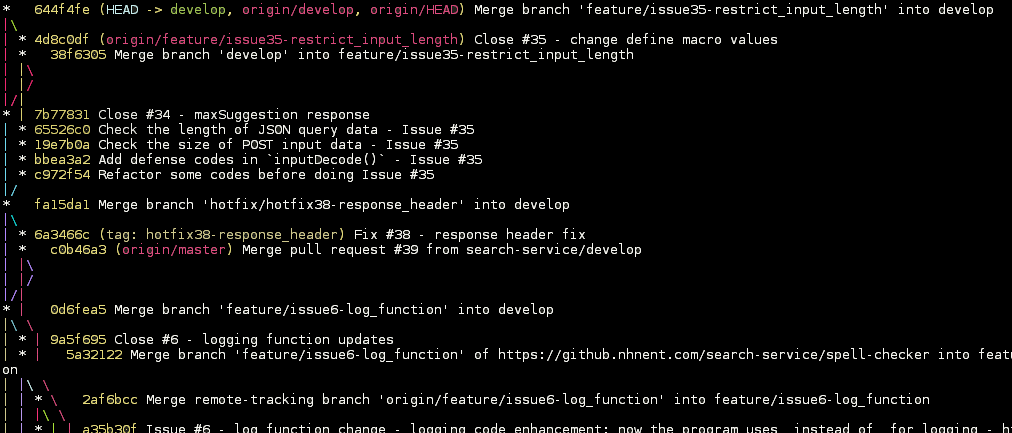 * 644f4fe (HEAD -> develop, origin/develop, origin/HEAD) Merge branch 'feature/issue35-restrict_input_length' into develop
|\
| * 4d8c0df (origin/feature/issue35-restrict_input_length) Close #35 - change define macro values
| * 38f6305 Merge branch 'develop' into feature/issue35-restrict_input_length
| |\
| |/
|/|
* | 7b77831 Close #34 - maxSuggestion response
| * 65526c0 Check the length of JSON query data - Issue #35
| * 19e7b0a Check the size of POST input data - Issue #35
| * bbea3a2 Add defense codes in `inputDecode()` - Issue #35
| * c972f54 Refactor some codes before doing Issue #35
|/
* fa15da1 Merge branch 'hotfix/hotfix38-response_header' into develop
|\
| * 6a3466c (tag: hotfix38-response_header) Fix #38 - response header fix
| * c0b46a3 (origin/master) Merge pull request #39 from search-service/develop
| |\
| |/
|/|
* | 0d6fea5 Merge branch 'feature/issue6-log_function' into develop
|\ \
| * | 9a5f695 Close #6 - logging function updates
| * | 5a32122 Merge branch 'feature/issue6-log_function' of https://github.nhnent.com/search-service/spell-checker into feat
on
| |\ \
| | * \ 2af6bcc Merge remote-tracking branch 'origin/feature/issue6-log_function' into feature/issue6-log_function
| | |\ \
| | * | | a35b30f Issue #6 - log function change - logging code enhancement: now the program uses instead of for logging -